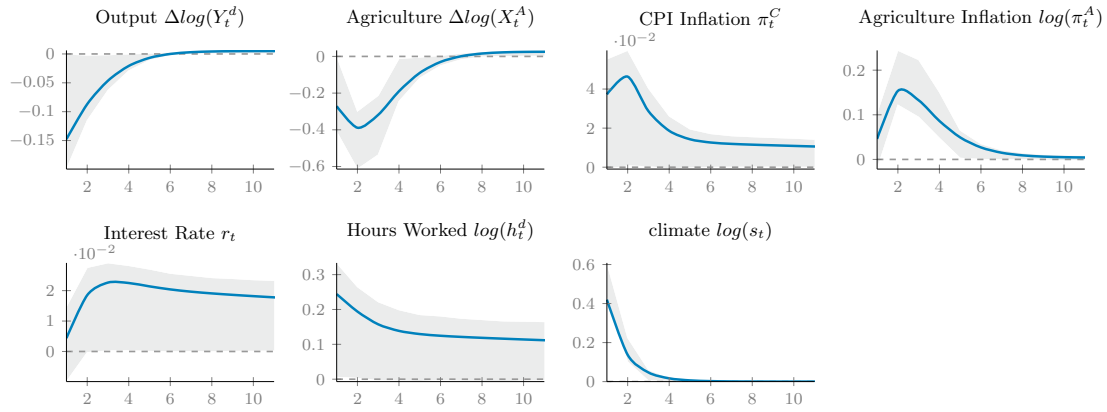 Output Δlog(Y_t^d)
0
−0.05
−0.1
−0.15
2 4 6 8 10
Agriculture Δlog(X_t^A)
0
−0.2
−0.4
−0.6
2 4 6 8 10
CPI Inflation π_t^C
·10^−2
4
2
0
2 4 6 8 10
Agriculture Inflation log(π_t^A)
0.2
0.1
0
2 4 6 8 10
Interest Rate r_t
·10^−2
2
1
0
2 4 6 8 10
Hours Worked log(h_t^d)
0.3
0.2
0.1
0
2 4 6 8 10
climate log(s_t)
0.6
0.4
0.2
0
2 4 6 8 10